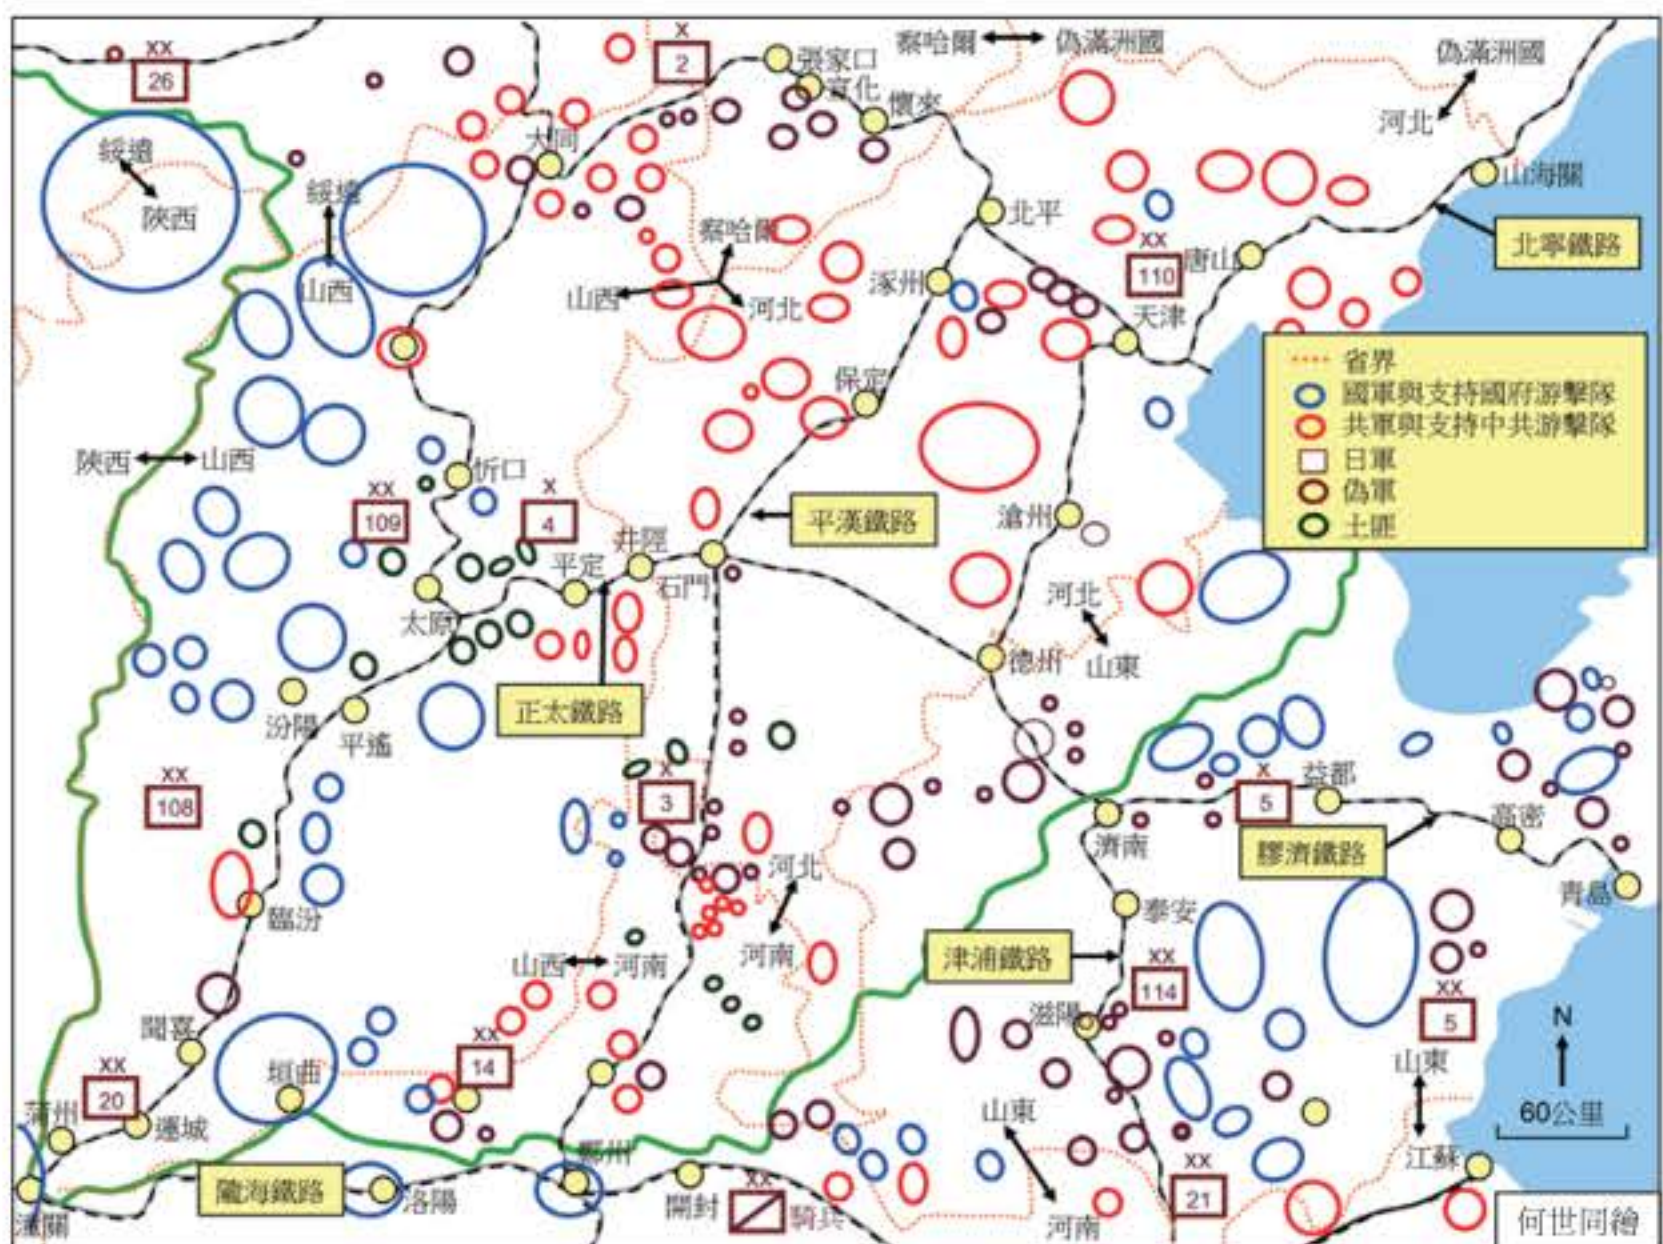 察哈爾 偽滿洲國
偽滿洲國
河北
XX
26
X
2
張家口
宣化
懷來
大同
山海關
綏遠
陝西
綏遠
山西
察哈爾
山西
河北
北平
涿州
XX
110
唐山
北寧鐵路
天津
省界
國軍與支持國府游擊隊
共軍與支持中共游擊隊
日軍
偽軍
土匪
保定
陝西 山西
忻口
XX
109
X
4
平漢鐵路
滄州
井陘
平定
石門
太原
河北
山東
德州
正太鐵路
汾陽
平遙
XX
108
X
3
X
5
益都
濟南
膠濟鐵路
高密
青島
河北
河南
臨汾
泰安
山西 河南
津浦鐵路
XX
114
滋陽
XX
5
N
60公里
聞喜
垣曲
XX
14
XX
20
蒲州
運城
山東
河南
山東
江蘇
潼關
隴海鐵路
洛陽
鄭州
開封
XX
騎兵
XX
21
何世同繪